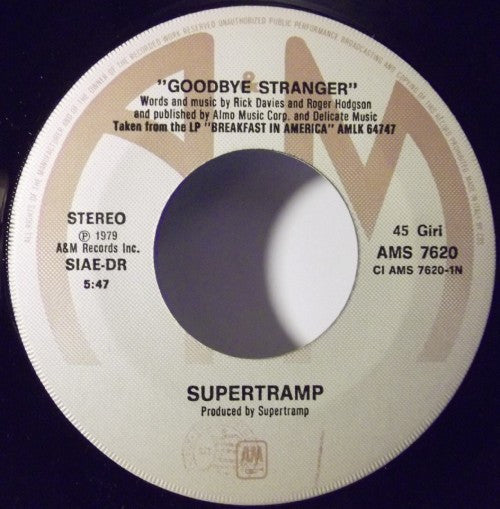 "GOODBYE STRANGER"
Words and music by Rick Davies and Roger Hodgson
and published by Almo Music Corp. and Delicate Music
Taken from the LP "BREAKFAST IN AMERICA" AMLK 64747
STEREO
Ⓟ 1979
A&M Records Inc.
SIAE-DR
5:47
45 Giri
AMS 7620
CI AMS 7620-1N
SUPERTRAMP
Produced by Supertramp
A&M